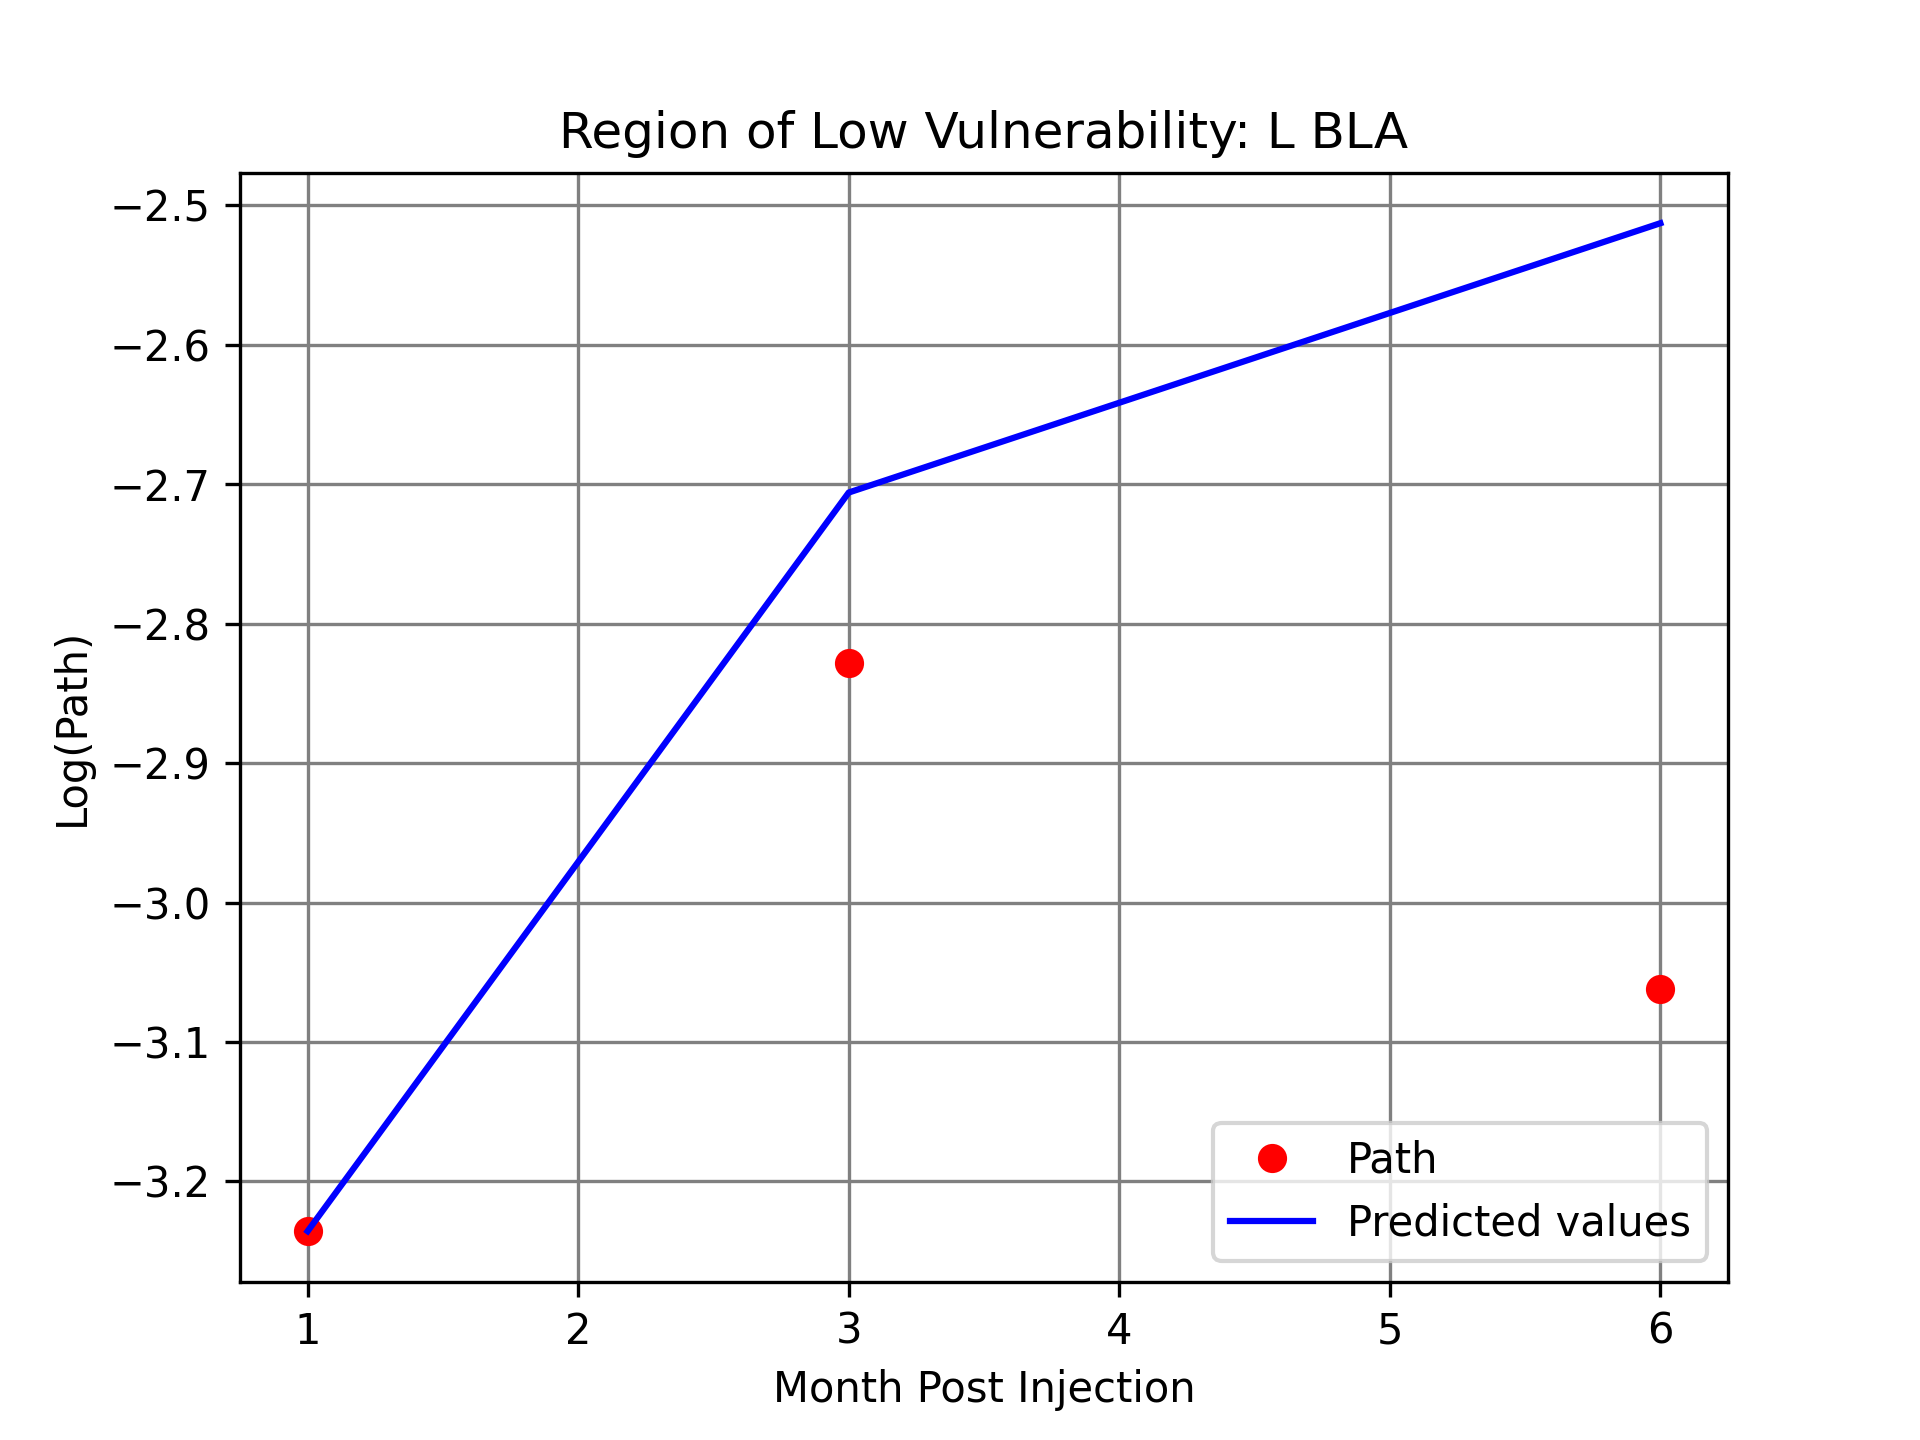 Region of Low Vulnerability: L BLA
−2.5
−2.6
−2.7
−2.8
−2.9
−3.0
−3.1
−3.2
Log(Path)
Path
Predicted values
1 2 3 4 5 6
Month Post Injection